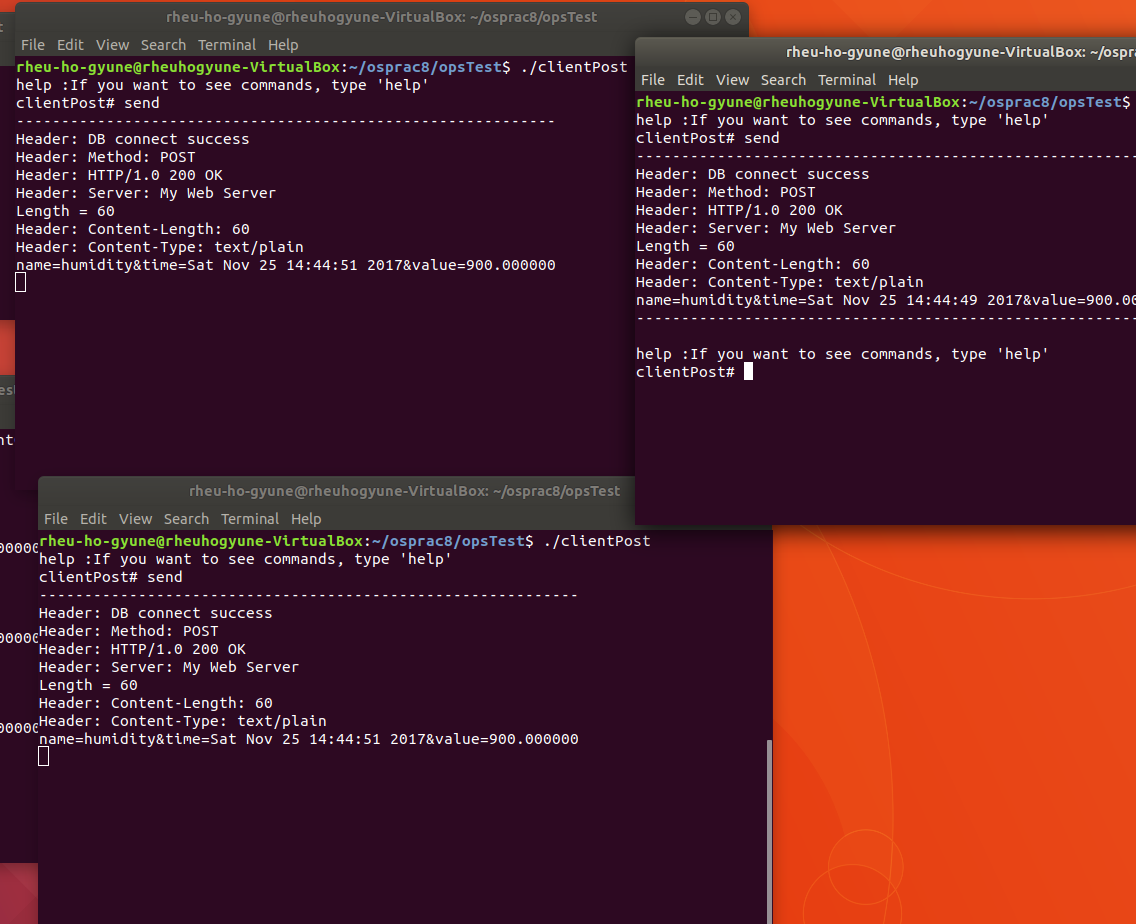 rheu-ho-gyune@rheuhogyune-VirtualBox: ~/osprac8/opsTest
File Edit View Search Terminal Help
rheu-ho-gyune@rheuhogyune-VirtualBox:~/osprac8/opsTest$ ./clientPost
help :If you want to see commands, type 'help'
clientPost# send
------------------------------------------------------------
Header: DB connect success
Header: Method: POST
Header: HTTP/1.0 200 OK
Header: Server: My Web Server
Length = 60
Header: Content-Length: 60
Header: Content-Type: text/plain
name=humidity&time=Sat Nov 25 14:44:51 2017&value=900.000000
rheu-ho-gyune@rheuhogyune-VirtualBox: ~/ospra
File Edit View Search Terminal Help
rheu-ho-gyune@rheuhogyune-VirtualBox:~/osprac8/opsTest$
help :If you want to see commands, type 'help'
clientPost# send
--------------------------------------------------------
Header: DB connect success
Header: Method: POST
Header: HTTP/1.0 200 OK
Header: Server: My Web Server
Length = 60
Header: Content-Length: 60
Header: Content-Type: text/plain
name=humidity&time=Sat Nov 25 14:44:49 2017&value=900.00
--------------------------------------------------------
help :If you want to see commands, type 'help'
clientPost#
rheu-ho-gyune@rheuhogyune-VirtualBox: ~/osprac8/opsTest
File Edit View Search Terminal Help
rheu-ho-gyune@rheuhogyune-VirtualBox:~/osprac8/opsTest$ ./clientPost
help :If you want to see commands, type 'help'
clientPost# send
------------------------------------------------------------
Header: DB connect success
Header: Method: POST
Header: HTTP/1.0 200 OK
Header: Server: My Web Server
Length = 60
Header: Content-Length: 60
Header: Content-Type: text/plain
name=humidity&time=Sat Nov 25 14:44:51 2017&value=900.000000